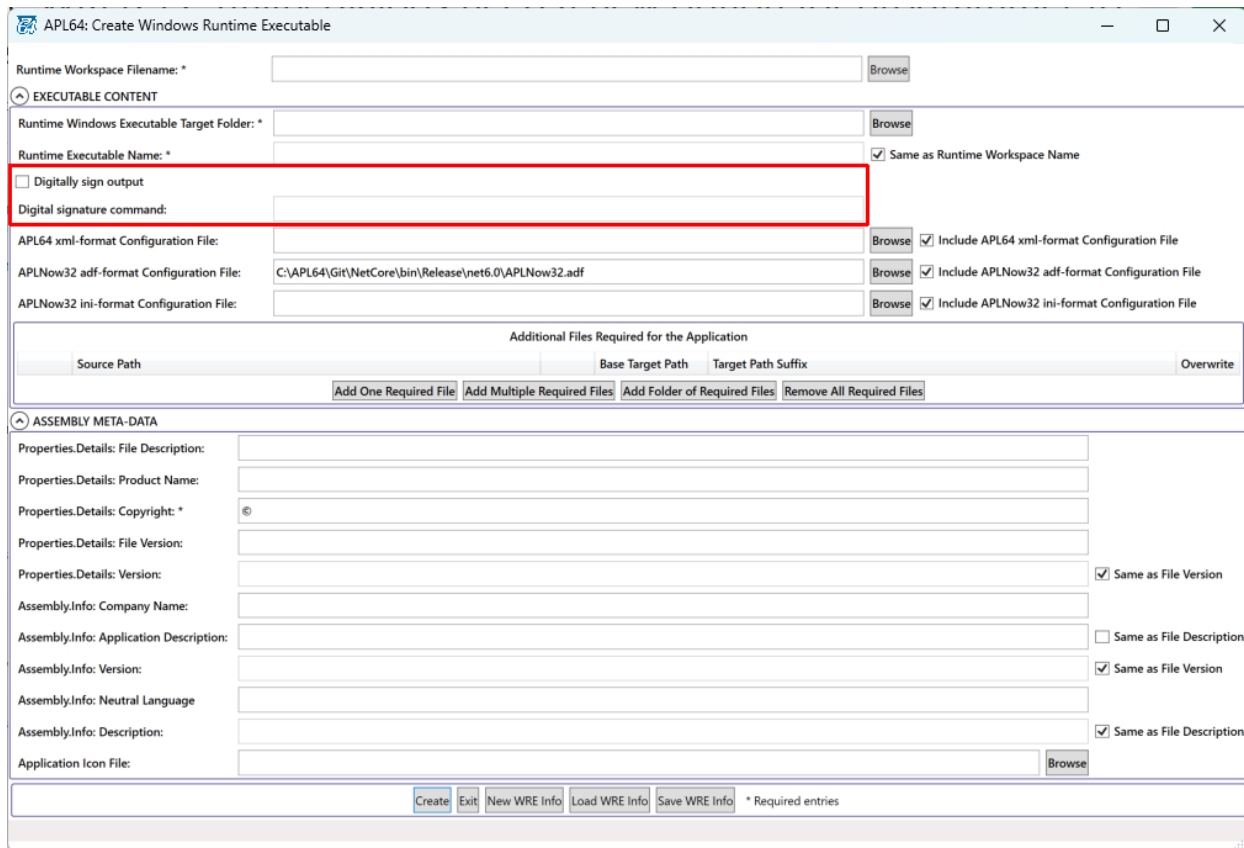 APL64: Create Windows Runtime Executable
Runtime Workspace Filename: * Browse
EXECUTABLE CONTENT
Runtime Windows Executable Target Folder: * Browse
Runtime Executable Name: * Same as Runtime Workspace Name
Digitally sign output
Digital signature command:
APL64 xml-format Configuration File: Browse Include APL64 xml-format Configuration File
APLNow32 adf-format Configuration File: C:\APL64\Git\NetCore\bin\Release\net6.0\APLNow32.adf Browse Include APLNow32 adf-format Configuration File
APLNow32 ini-format Configuration File: Browse Include APLNow32 ini-format Configuration File
Additional Files Required for the Application
Source Path Base Target Path Target Path Suffix Overwrite
Add One Required File Add Multiple Required Files Add Folder of Required Files Remove All Required Files
ASSEMBLY META-DATA
Properties.Details: File Description:
Properties.Details: Product Name:
Properties.Details: Copyright: * ©
Properties.Details: File Version:
Properties.Details: Version: Same as File Version
Assembly.Info: Company Name:
Assembly.Info: Application Description: Same as File Description
Assembly.Info: Version: Same as File Version
Assembly.Info: Neutral Language
Assembly.Info: Description: Same as File Description
Application Icon File: Browse
Create Exit New WRE Info Load WRE Info Save WRE Info * Required entries